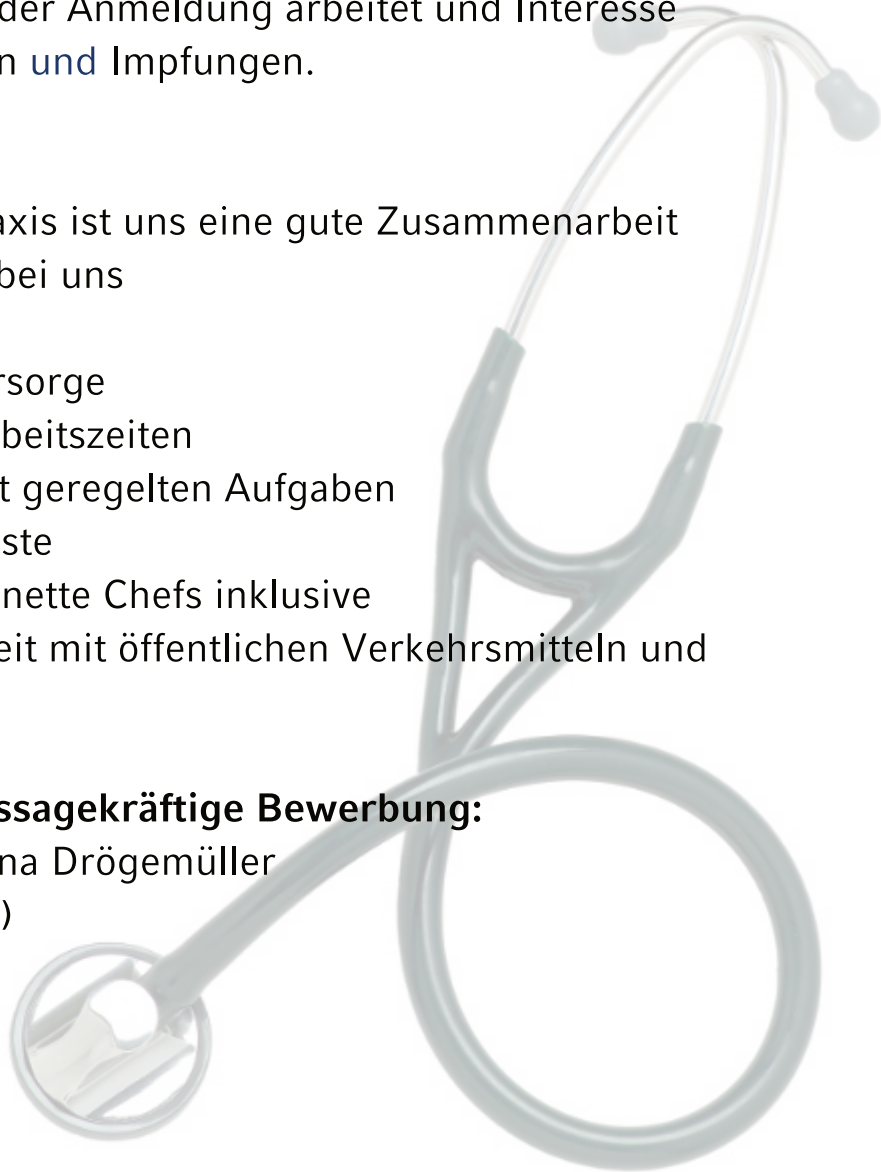 der Anmeldung arbeitet und Interesse
n und Impfungen.
axis ist uns eine gute Zusammenarbeit
bei uns
rsorge
beitszeiten
t geregelten Aufgaben
ste
nette Chefs inklusive
eit mit öffentlichen Verkehrsmitteln und
ssagekräftige Bewerbung:
na Drögemüller
)